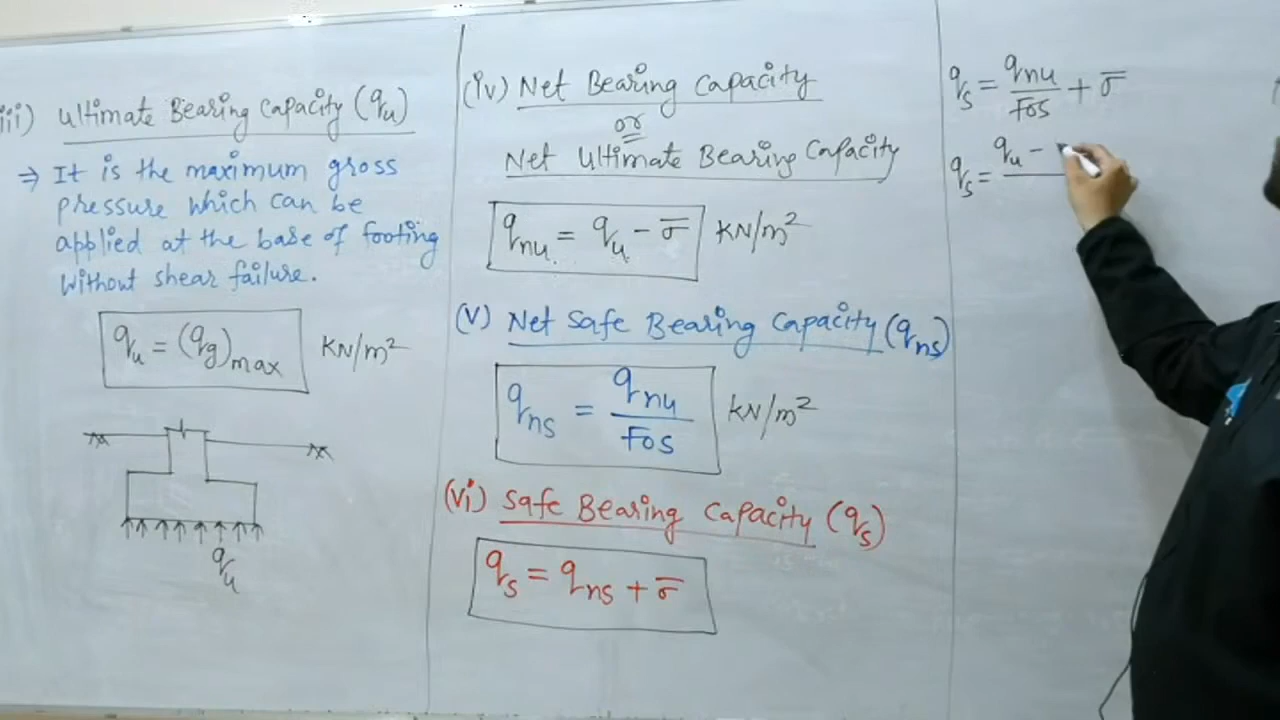 iii) Ultimate Bearing Capacity (qu)
⇒ It is the maximum gross
pressure which can be
applied at the base of footing
without shear failure.
qu = (qg)max KN/m²
qu
(iv) Net Bearing Capacity
or
Net Ultimate Bearing Capacity
qnu = qu - σ̅ KN/m²
(v) Net Safe Bearing Capacity (qns)
qns = qnu / FOS KN/m²
(vi) Safe Bearing Capacity (qs)
qs = qns + σ̅
qs = qnu / FOS + σ̅
qs = qu -